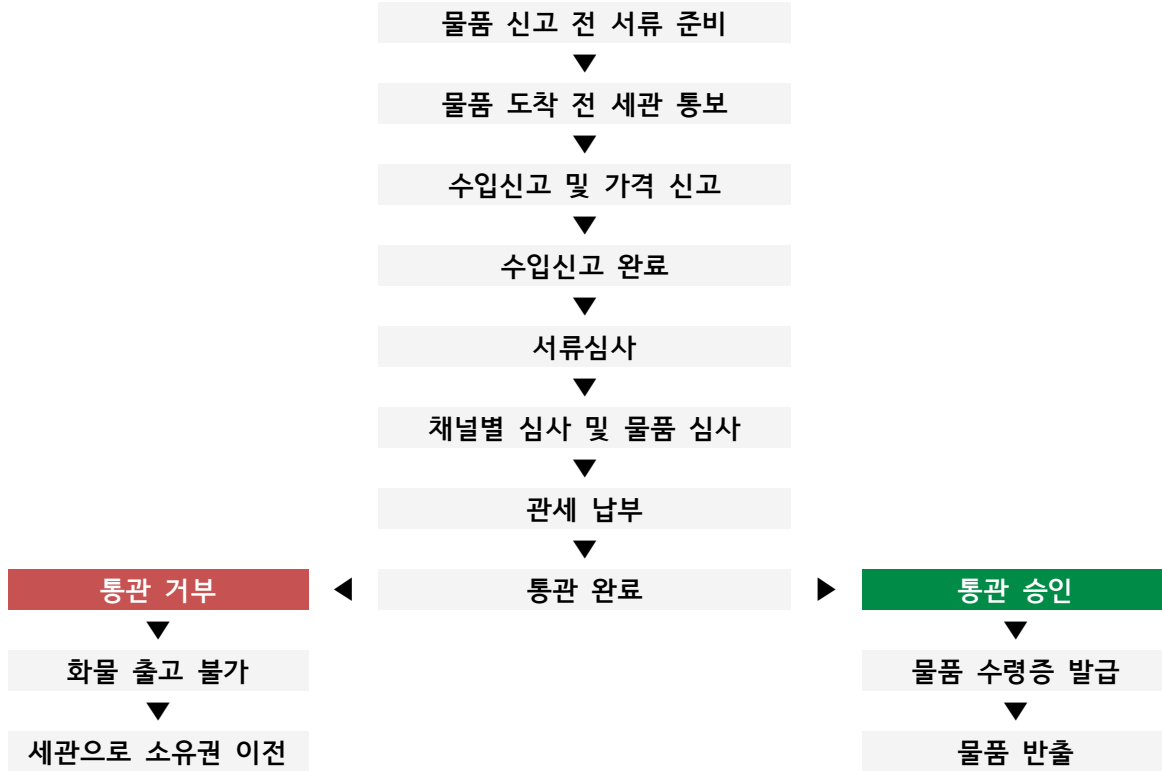 물품 신고 전 서류 준비
▼
물품 도착 전 세관 통보
▼
수입신고 및 가격 신고
▼
수입신고 완료
▼
서류심사
▼
채널별 심사 및 물품 심사
▼
관세 납부
▼
통관 거부 ◀ 통관 완료 ▶ 통관 승인
▼ ▼
화물 출고 불가 물품 수령증 발급
▼ ▼
세관으로 소유권 이전 물품 반출